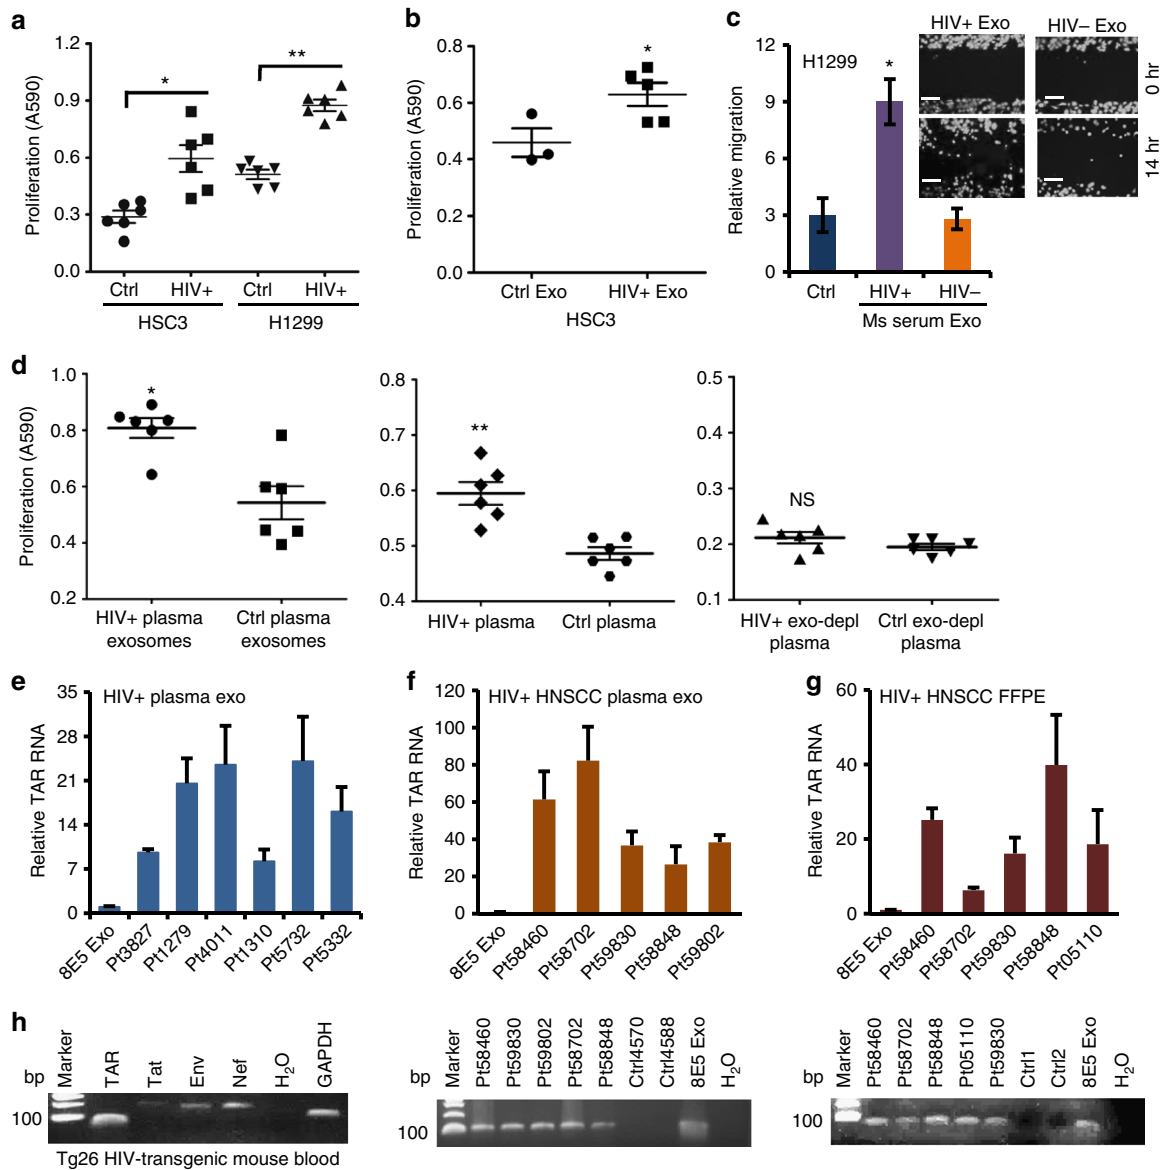 a
1.2
0.9
0.6
0.3
0.0
Proliferation (A590)
*
**
Ctrl
HIV+
Ctrl
HIV+
HSC3
H1299
b
0.8
0.6
0.4
0.2
0.0
Proliferation (A590)
*
Ctrl Exo
HIV+ Exo
HSC3
c
12
9
6
3
0
Relative migration
H1299
*
Ctrl
HIV+
HIV–
Ms serum Exo
HIV+ Exo
HIV– Exo
0 hr
14 hr
d
1.0
0.8
0.6
0.4
0.2
Proliferation (A590)
*
HIV+ plasma
exosomes
Ctrl plasma
exosomes
0.8
0.7
0.6
0.5
0.4
**
HIV+ plasma
Ctrl plasma
0.5
0.4
0.3
0.2
0.1
NS
HIV+ exo-depl
plasma
Ctrl exo-depl
plasma
e
HIV+ plasma exo
35
28
21
14
7
0
Relative TAR RNA
8E5 Exo
Pt3827
Pt1279
Pt4011
Pt1310
Pt5732
Pt5332
f
HIV+ HNSCC plasma exo
120
100
80
60
40
20
0
Relative TAR RNA
8E5 Exo
Pt58460
Pt58702
Pt59830
Pt58848
Pt59802
g
HIV+ HNSCC FFPE
60
40
20
0
Relative TAR RNA
8E5 Exo
Pt58460
Pt58702
Pt59830
Pt58848
Pt05110
h
bp
Marker
TAR
Tat
Env
Nef
H2O
GAPDH
100
Tg26 HIV-transgenic mouse blood
bp
Marker
Pt58460
Pt59830
Pt59802
Pt58702
Pt58848
Ctrl4570
Ctrl4588
8E5 Exo
H2O
100
bp
Marker
Pt58460
Pt58702
Pt58848
Pt05110
Pt59830
Ctrl1
Ctrl2
8E5 Exo
H2O
100